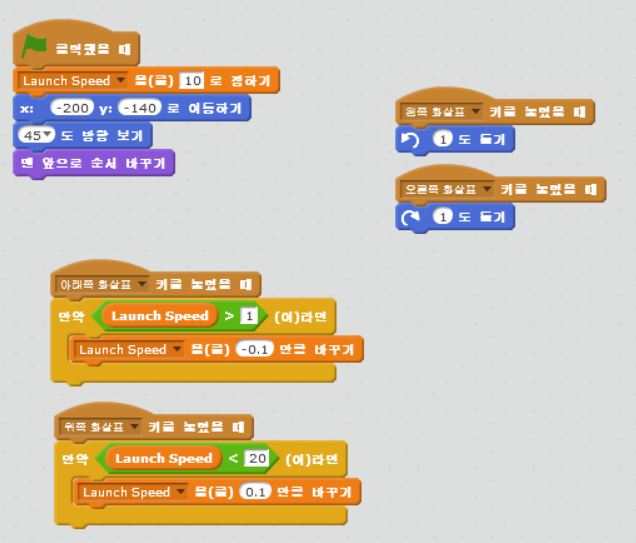 클릭했을 때
Launch Speed ▼ 을(를) 10 로 정하기
x: -200 y: -140 로 이동하기
45▼ 도 방향 보기
맨 앞으로 순서 바꾸기
왼쪽 화살표 ▼ 키를 눌렀을 때
1 도 돌기
오른쪽 화살표 ▼ 키를 눌렀을 때
1 도 돌기
아래쪽 화살표 ▼ 키를 눌렀을 때
만약 Launch Speed > 1 (이)라면
Launch Speed ▼ 을(를) -0.1 만큼 바꾸기
위쪽 화살표 ▼ 키를 눌렀을 때
만약 Launch Speed < 20 (이)라면
Launch Speed ▼ 을(를) 0.1 만큼 바꾸기